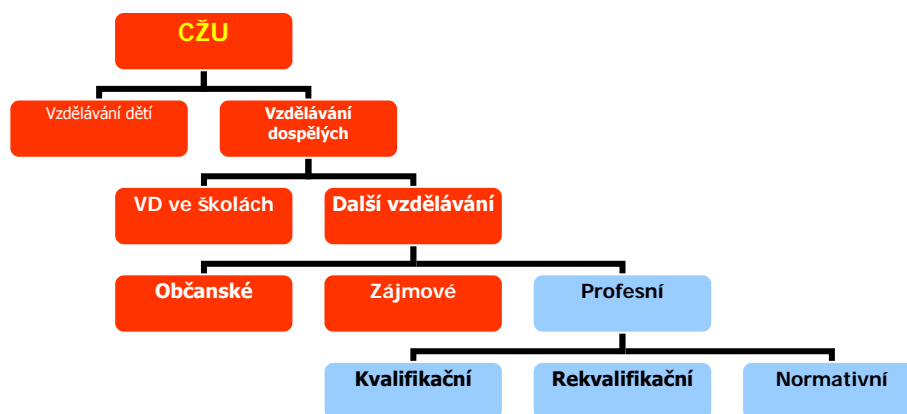 CŽU
Vzdělávání dětí
Vzdělávání
dospělých
VD ve školách
Další vzdělávání
Občanské
Zájmové
Profesní
Kvalifikační
Rekvalifikační
Normativní